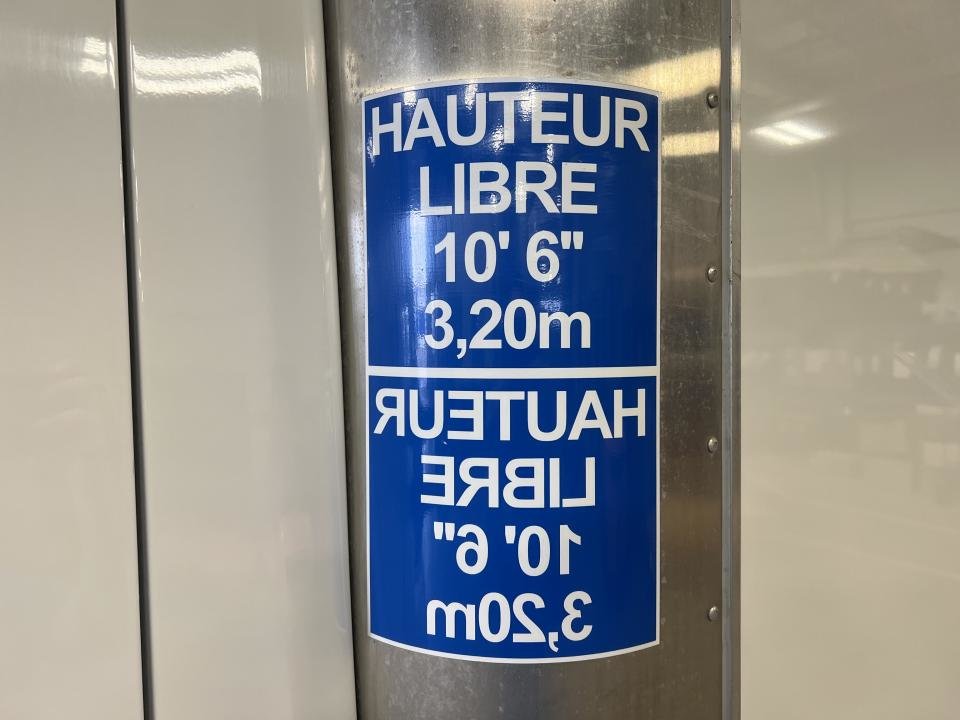 HAUTEUR
LIBRE
10' 6"
3,20m
HAUTEUR
LIBRE
10' 6"
3,20m